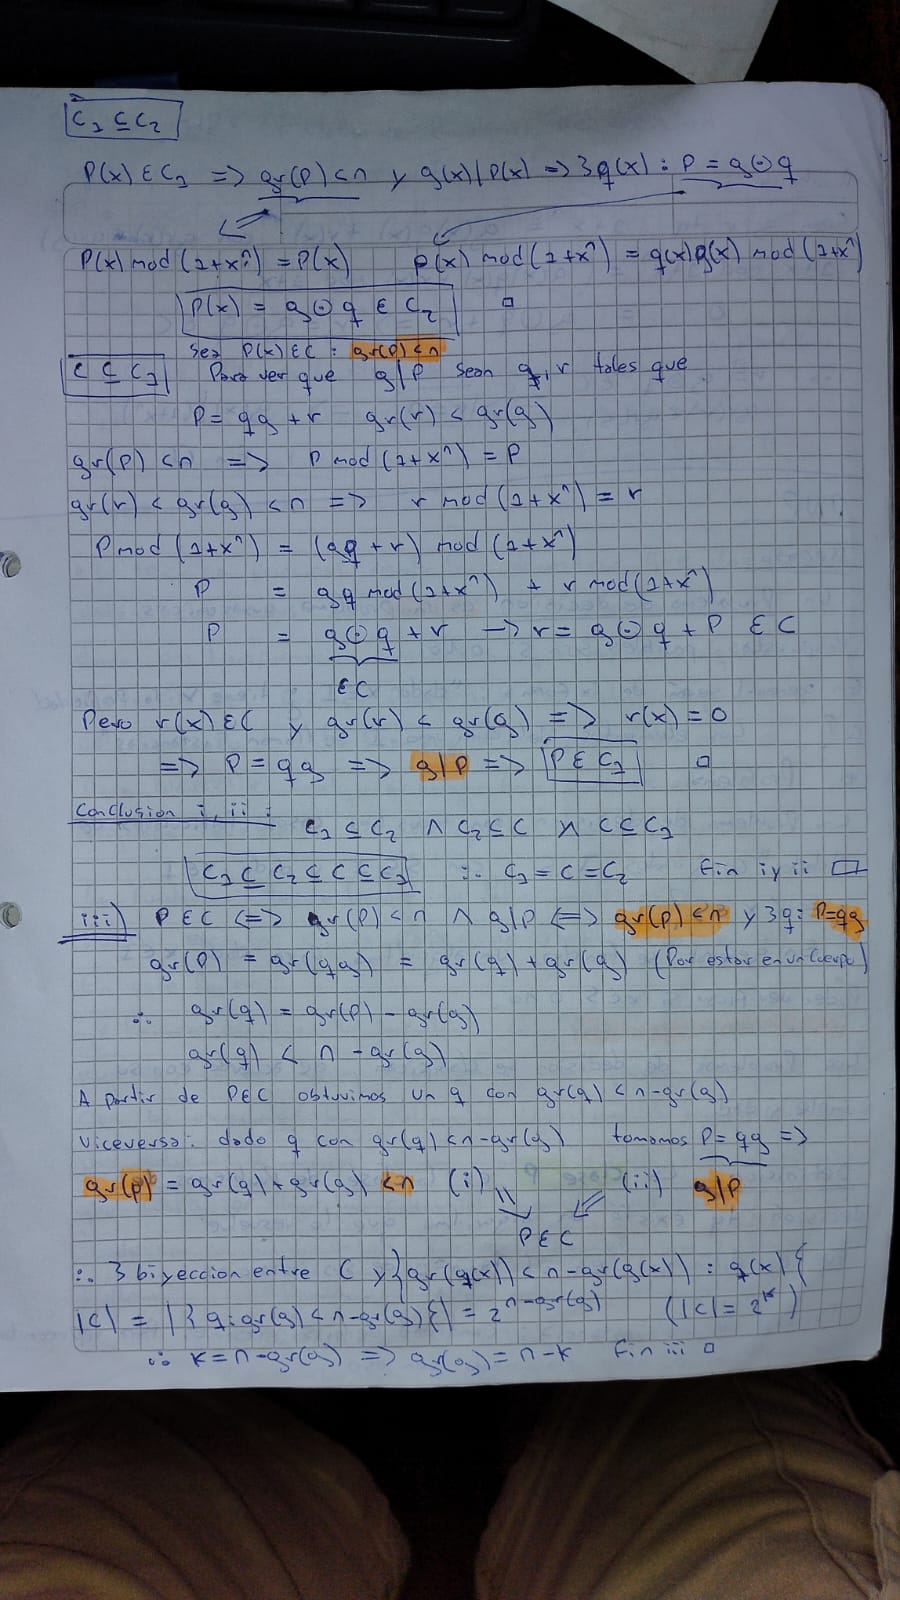 C₁ ⊆ C₂
P(x) ∈ C₁ => gr(p) < n y g(x)/P(x) => ∃q(x) : P = g⊙q
P(x) mod (1+xⁿ) = P(x) p(x) mod (1+xⁿ) = q(x)g(x) mod (1+xⁿ)
P(x) = g⊙q ∈ C₂ □
Sea P(x) ∈ C : gr(p) < n
C ⊆ C₁ Para ver que g|P Sean q, r tales que
P = qg + r gr(r) < gr(g)
gr(p) < n => P mod (1+xⁿ) = P
gr(r) < gr(g) < n => r mod (1+xⁿ) = r
P mod (1+xⁿ) = (gq + r) mod (1+xⁿ)
P = gq mod (1+xⁿ) + r mod (1+xⁿ)
P = g⊙q + r -> r = g⊙q + P ∈ C
∈ C
Pero r(x) ∈ C y gr(r) < gr(g) => r(x) = 0
=> P = qg => g|P => P ∈ C₁ □
Conclusion i, ii :
C₁ ⊆ C₂ ∧ C₂ ⊆ C ∧ C ⊆ C₁
C₁ ⊆ C₂ ⊆ C ⊆ C₁ ∴ C₁ = C = C₂ Fin i y ii □
iii) P ∈ C <=> gr(p) < n ∧ g|P <=> gr(p) < n y ∃q : P=qg
gr(P) = gr(qg) = gr(q) + gr(g) (Por estar en un Cuerpo)
∴ gr(q) = gr(p) - gr(g)
gr(q) < n - gr(g)
A partir de P∈C obtuvimos un q con gr(q) < n-gr(g)
Viceversa: dado q con gr(q) < n-gr(g) tomamos P = qg =>
gr(p) = gr(q) + gr(g) < n (i) (ii) g|P
P ∈ C
∴ ∃ biyeccion entre C y }gr(q(x)) < n-gr(g(x)) : q(x){
|C| = |}q : gr(q) < n-gr(g){| = 2^(n-gr(g)) (|C| = 2^k)
∴ k = n-gr(g) => gr(g) = n-k Fin iii □